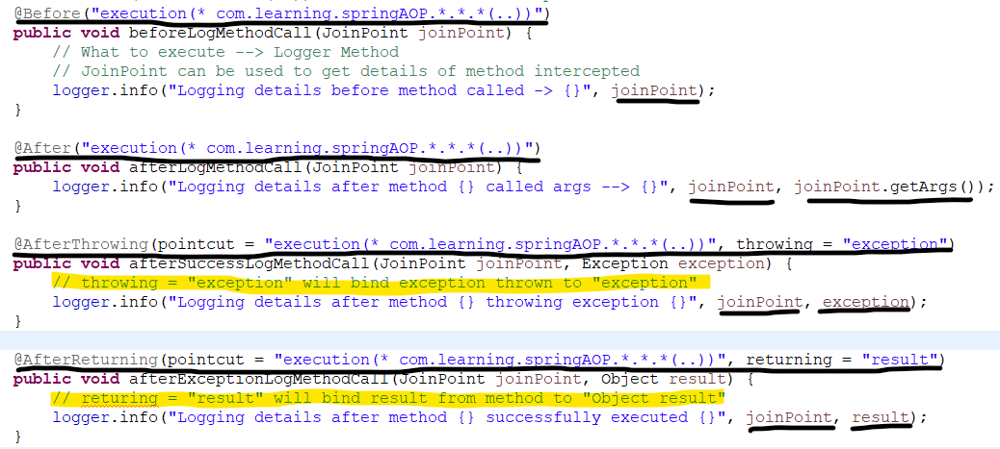 @Before("execution(* com.learning.springAOP.*.*.*(..))")
public void beforeLogMethodCall(JoinPoint joinPoint) {
// What to execute --> Logger Method
// JoinPoint can be used to get details of method intercepted
logger.info("Logging details before method called -> {}", joinPoint);
}
@After("execution(* com.learning.springAOP.*.*.*(..))")
public void afterLogMethodCall(JoinPoint joinPoint) {
logger.info("Logging details after method {} called args --> {}", joinPoint, joinPoint.getArgs());
}
@AfterThrowing(pointcut = "execution(* com.learning.springAOP.*.*.*(..))", throwing = "exception")
public void afterSuccessLogMethodCall(JoinPoint joinPoint, Exception exception) {
// throwing = "exception" will bind exception thrown to "exception"
logger.info("Logging details after method {} throwing exception {}", joinPoint, exception);
}
@AfterReturning(pointcut = "execution(* com.learning.springAOP.*.*.*(..))", returning = "result")
public void afterExceptionLogMethodCall(JoinPoint joinPoint, Object result) {
// returing = "result" will bind result from method to "Object result"
logger.info("Logging details after method {} successfully executed {}", joinPoint, result);
}